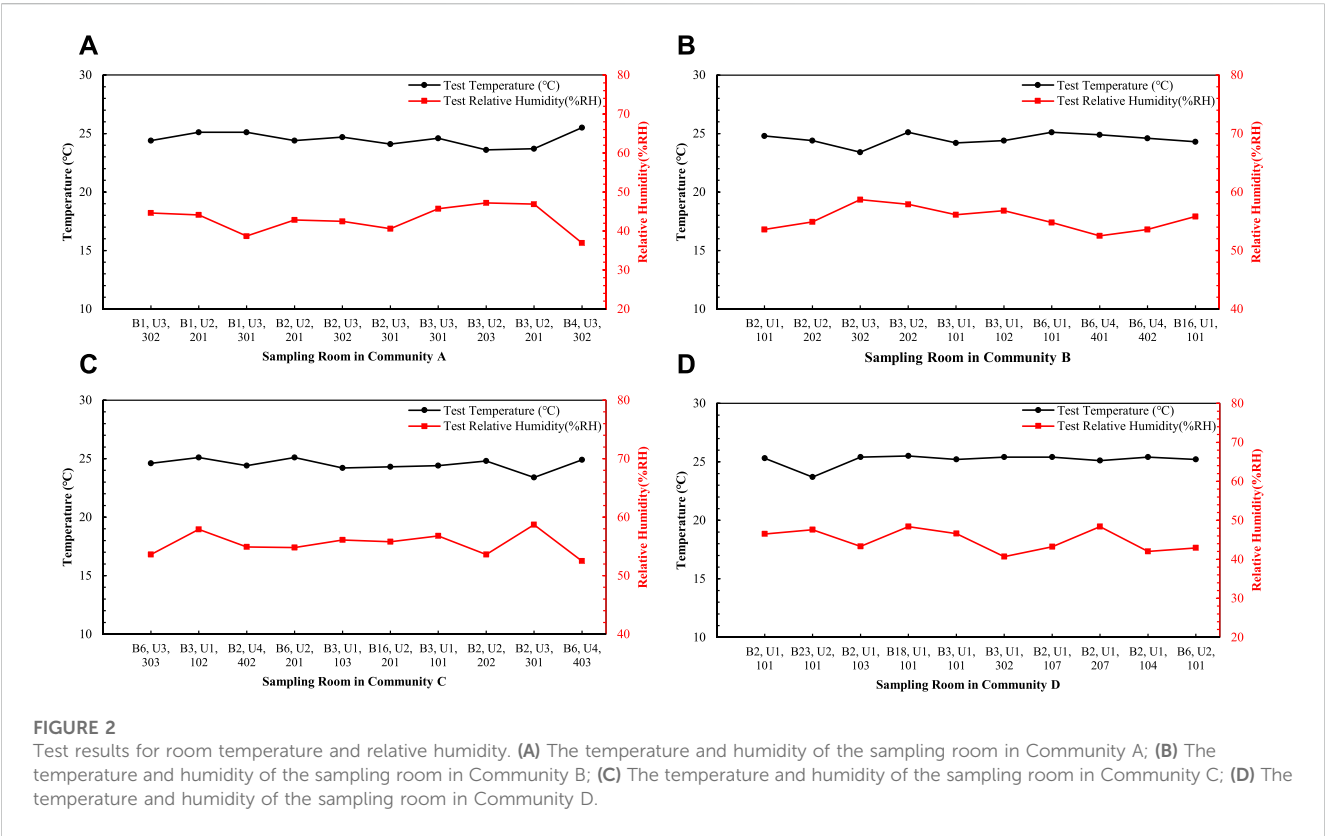 A
30
25
20
15
10
Temperature (℃)
Test Temperature (℃)
Test Relative Humidity(%RH)
80
70
60
50
40
30
20
Relative Humidity(%RH)
B1, U3, B1, U2, B1, U3, B2, U2, B2, U3, B2, U3, B3, U3, B3, U2, B3, U2, B4, U3,
302 201 301 201 302 301 301 203 201 302
Sampling Room in Community A
B
30
25
20
15
10
Temperature (℃)
Test Temperature (℃)
Test Relative Humidity(%RH)
80
70
60
50
40
Relative Humidity(%RH)
B2, U1, B2, U2, B2, U3, B3, U2, B3, U1, B3, U1, B6, U1, B6, U4, B6, U4, B16, U1,
101 202 302 202 101 102 101 401 402 101
Sampling Room in Community B
C
30
25
20
15
10
Temperature (℃)
Test Temperature (℃)
Test Relative Humidity(%RH)
80
70
60
50
40
Relative Humidity(%RH)
B6, U3, B3, U1, B2, U4, B6, U2, B3, U1, B16, U2, B3, U1, B2, U2, B2, U3, B6, U4,
303 102 402 201 103 201 101 202 301 403
Sampling Room in Community C
D
30
25
20
15
10
Temperature (℃)
Test Temperature (℃)
Test Relative Humidity(%RH)
80
70
60
50
40
30
20
Relative Humidity(%RH)
B2, U1, B23, U2, B2, U1, B18, U1, B3, U1, B3, U1, B2, U1, B2, U1, B2, U1, B6, U2,
101 101 103 101 101 302 107 207 104 101
Sampling Room in Community D
FIGURE 2
Test results for room temperature and relative humidity. (A) The temperature and humidity of the sampling room in Community A; (B) The
temperature and humidity of the sampling room in Community B; (C) The temperature and humidity of the sampling room in Community C; (D) The
temperature and humidity of the sampling room in Community D.